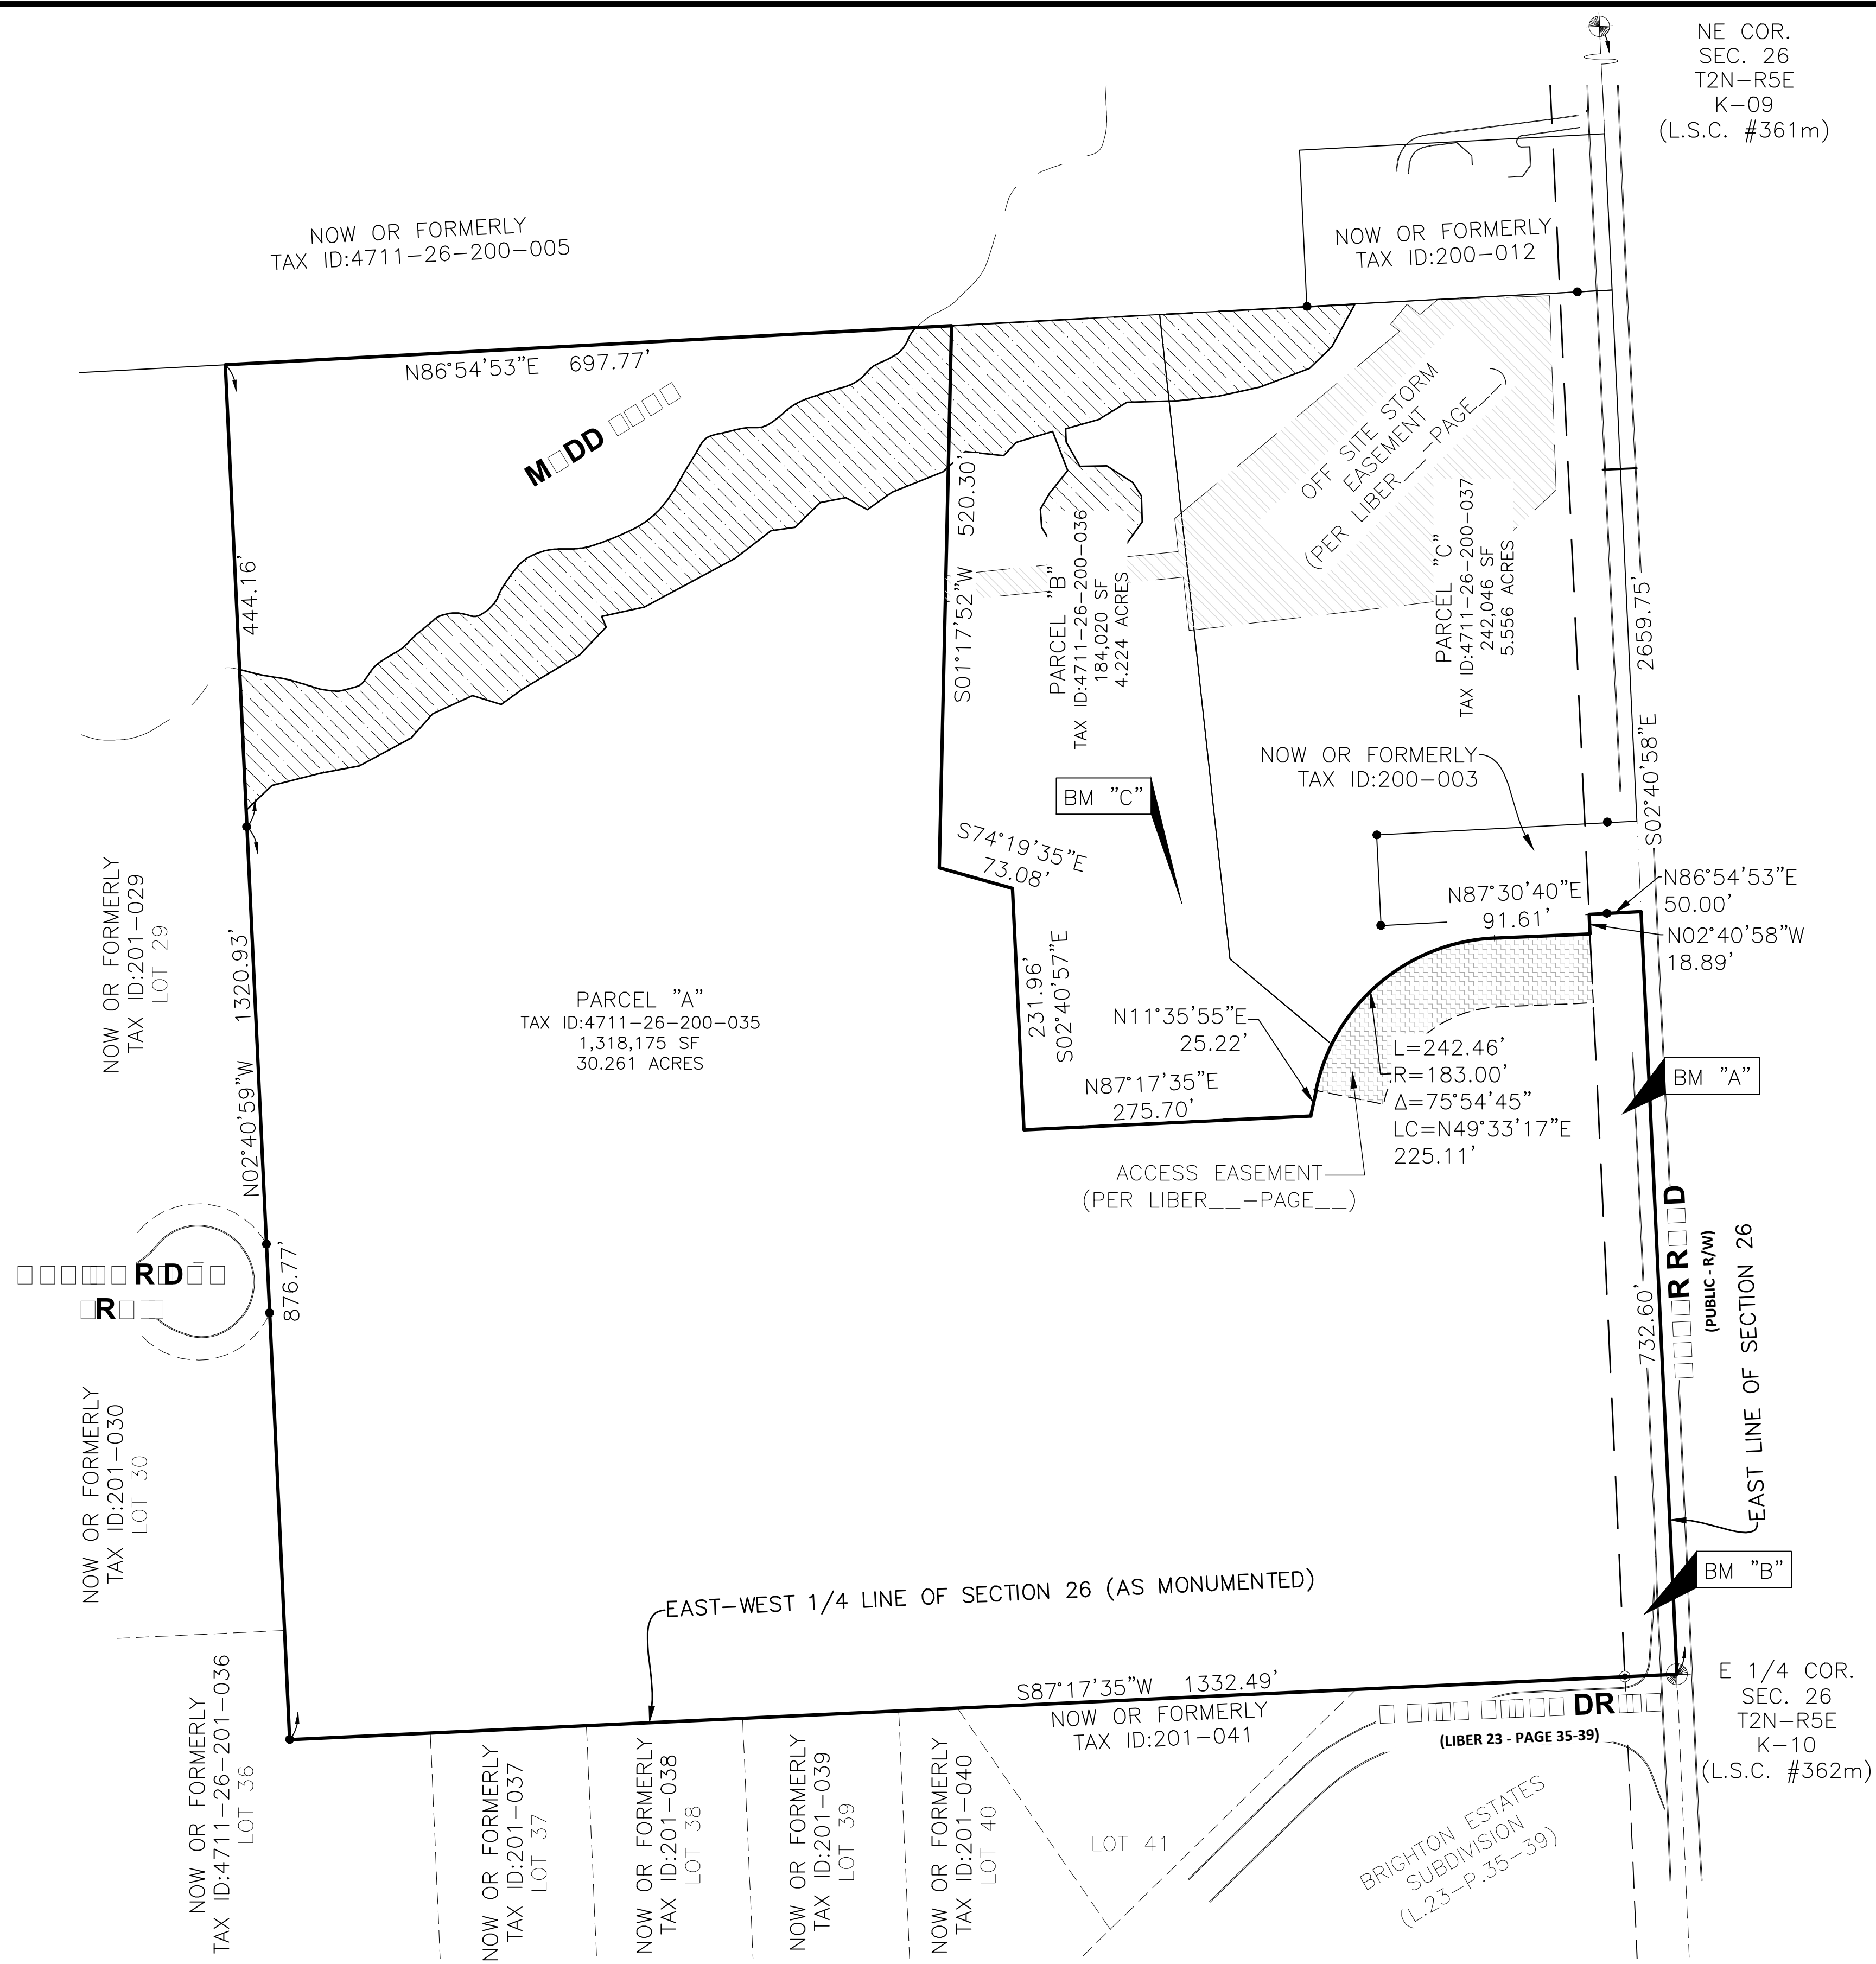 NE COR.
SEC. 26
T2N-R5E
K-09
(L.S.C. #361m)
NOW OR FORMERLY
TAX ID:4711-26-200-005
NOW OR FORMERLY
TAX ID:200-012
N86°54'53"E 697.77'
OFF SITE STORM
EASEMENT
(PER LIBER___-PAGE___)
444.16'
S01°17'52"W 520.30'
PARCEL "B"
TAX ID:4711-26-200-036
184,020 SF
4.224 ACRES
PARCEL "C"
TAX ID:4711-26-200-037
242,046 SF
5.556 ACRES
S02°40'58"E 2659.75'
NOW OR FORMERLY
TAX ID:200-003
BM "C"
S74°19'35"E
73.08'
N87°30'40"E
91.61'
N86°54'53"E
50.00'
N02°40'58"W
18.89'
NOW OR FORMERLY
TAX ID:201-029
LOT 29
N02°40'59"W 1320.93'
PARCEL "A"
TAX ID:4711-26-200-035
1,318,175 SF
30.261 ACRES
231.96'
S02°40'57"E
N11°35'55"E
25.22'
L=242.46'
R=183.00'
Δ=75°54'45"
LC=N49°33'17"E
225.11'
N87°17'35"E
275.70'
BM "A"
ACCESS EASEMENT
(PER LIBER__-PAGE__)
876.77'
732.60'
(PUBLIC - R/W)
EAST LINE OF SECTION 26
NOW OR FORMERLY
TAX ID:201-030
LOT 30
BM "B"
EAST-WEST 1/4 LINE OF SECTION 26 (AS MONUMENTED)
S87°17'35"W 1332.49'
NOW OR FORMERLY
TAX ID:201-041
(LIBER 23 - PAGE 35-39)
E 1/4 COR.
SEC. 26
T2N-R5E
K-10
(L.S.C. #362m)
NOW OR FORMERLY
TAX ID:4711-26-201-036
LOT 36
NOW OR FORMERLY
TAX ID:201-037
LOT 37
NOW OR FORMERLY
TAX ID:201-038
LOT 38
NOW OR FORMERLY
TAX ID:201-039
LOT 39
NOW OR FORMERLY
TAX ID:201-040
LOT 40
LOT 41
BRIGHTON ESTATES
SUBDIVISION
(L.23-P.35-39)